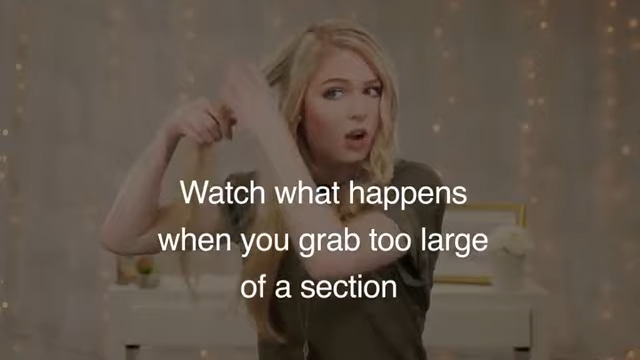 Watch what happens
when you grab too large
of a section